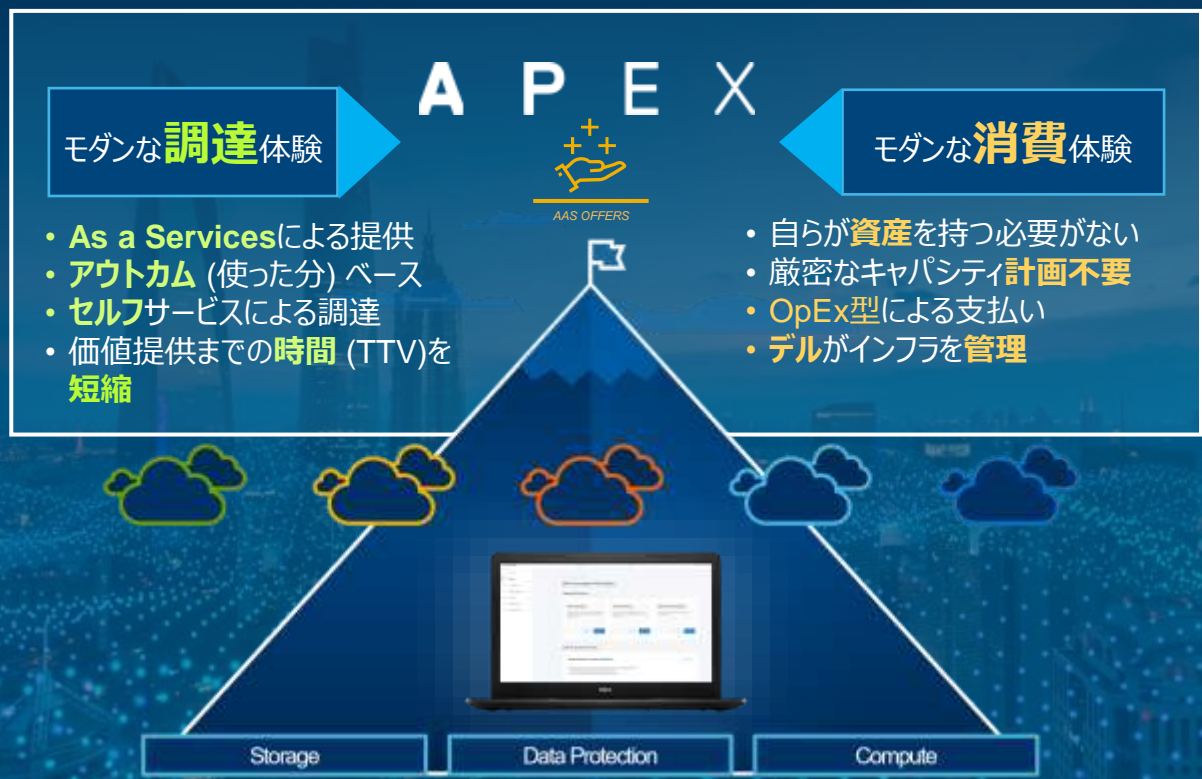 APEX
モダンな調達体験
モダンな消費体験
AAS OFFERS
• As a Servicesによる提供
• アウトカム (使った分) ベース
• セルフサービスによる調達
• 価値提供までの時間 (TTV)を
短縮
• 自らが資産を持つ必要がない
• 厳密なキャパシティ計画不要
• OpEx型による支払い
• デルがインフラを管理
Storage
Data Protection
Compute